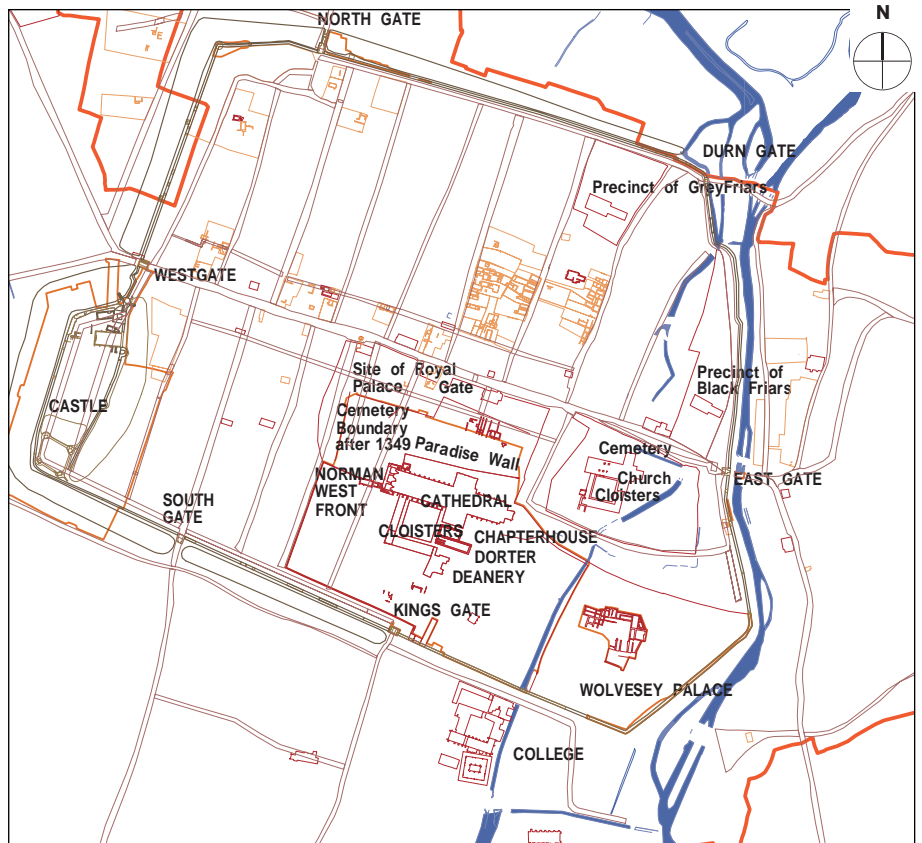 NORTH GATE
N
E
DURN GATE
Precinct of GreyFriars
WESTGATE
C
Site of Royal
Palace Gate
Precinct of
Black Friars
CASTLE
Cemetery
Boundary
after 1349
Paradise Wall
Cemetery
Church
Cloisters
EAST GATE
NORMAN
WEST
FRONT
CATHEDRAL
SOUTH
GATE
CLOISTERS
CHAPTERHOUSE
DORTER
DEANERY
KINGS GATE
WOLVESEY PALACE
COLLEGE